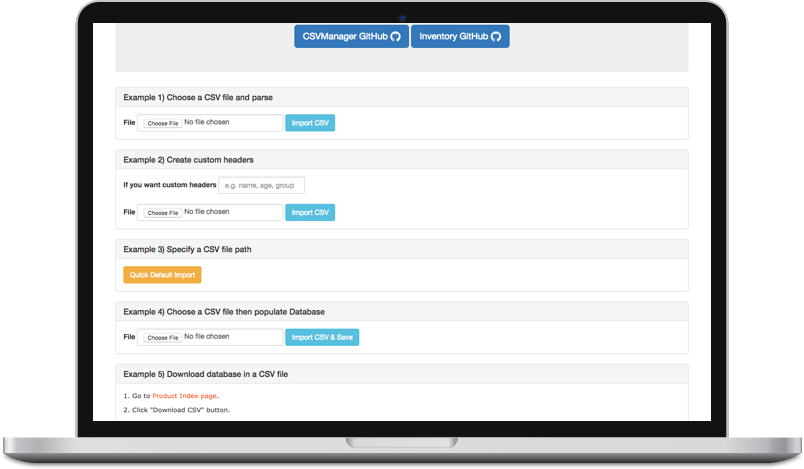 CSVManager GitHub Inventory GitHub
Example 1) Choose a CSV file and parse
File Choose File No file chosen Import CSV
Example 2) Create custom headers
If you want custom headers e.g. name, age, group
File Choose File No file chosen Import CSV
Example 3) Specify a CSV file path
Quick Default Import
Example 4) Choose a CSV file then populate Database
File Choose File No file chosen Import CSV & Save
Example 5) Download database in a CSV file
1. Go to Product Index page.
2. Click "Download CSV" button.